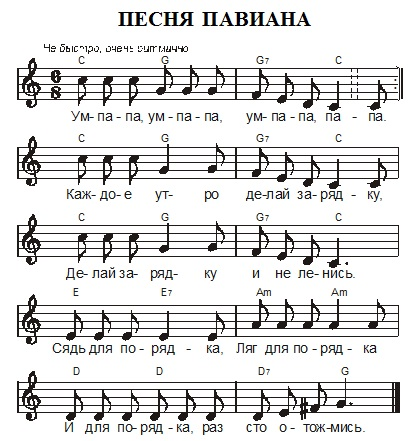 ПЕСНЯ ПАВИАНА
Не быстро, очень ритмично
C G G7 C
6 8
Ум- па- па, ум - па - па, ум - па-па, па - па.
C G G7 C
Каж- до- е ут- ро де-лай за-ряд - ку,
C G G7 C
Де- лай за- ряд- ку и не ле-нись.
E E7 Am Am
Сядь для по- ряд - ка, Ляг для по-ряд - ка
D D D7 G
И для по-ряд-ка, раз сто о -тож-мись.